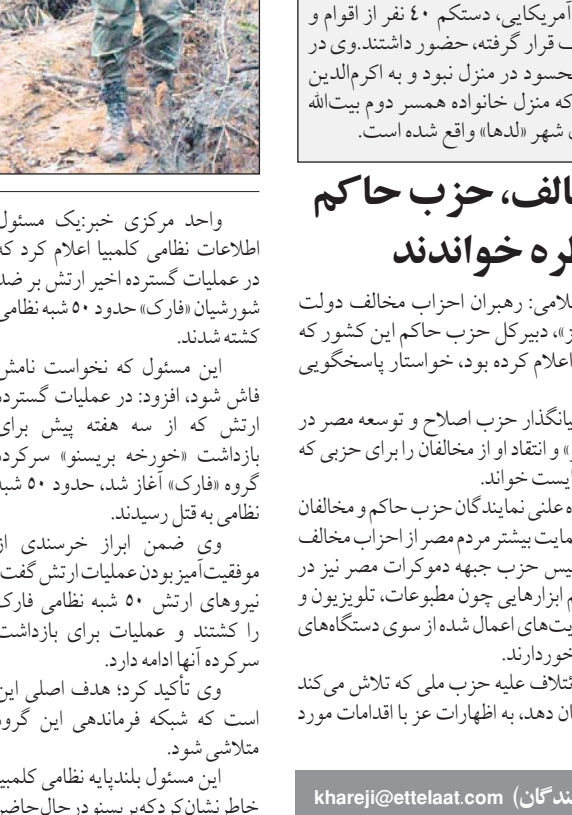 آمریکایی، دستکم ۴۰ نفر از اقوام و
قرار گرفته، حضور داشتند.وی در
محسود در منزل نبود و به اکرم‌الدین
که منزل خانواده همسر دوم بیت‌الله
شهر «لدها» واقع شده است.
الف، حزب حاکم
خواندند
لامی: رهبران احزاب مخالف دولت
ز»، دبیرکل حزب حاکم این کشور که
اعلام کرده بود، خواستار پاسخگویی
یانگذار حزب اصلاح و توسعه مصر در
» و انتقاد او از مخالفان را برای حزبی که
ایست خواند.
ه علنی نمایندگان حزب حاکم و مخالفان
مایت بیشتر مردم مصر از احزاب مخالف
یس حزب جبهه دموکرات مصر نیز در
م ابزارهایی چون مطبوعات، تلویزیون و
یت‌های اعمال شده از سوی دستگاه‌های
خوردارند.
ئتلاف علیه حزب ملی که تلاش می‌کند
ان دهد، به اظهارات عز با اقدامات مورد
ندگان) khareji@ettelaat.com
واحد مرکزی خبر:یک مسئول
اطلاعات نظامی کلمبیا اعلام کرد که
در عملیات گسترده اخیر ارتش بر ضد
شورشیان «فارک» حدود ۵۰ شبه نظامی
کشته شدند.
این مسئول که نخواست نامش
فاش شود، افزود: در عملیات گسترده
ارتش که از سه هفته پیش برای
بازداشت «خورخه بریسنو» سرکرده
گروه «فارک» آغاز شد، حدود ۵۰ شبه
نظامی به قتل رسیدند.
وی ضمن ابراز خرسندی از
موفقیت‌آمیز بودن عملیات ارتش گفت:
نیروهای ارتش ۵۰ شبه نظامی فارک
را کشتند و عملیات برای بازداشت
سرکرده آنها ادامه دارد.
وی تأکید کرد؛ هدف اصلی این
است که شبکه فرماندهی این گروه
متلاشی شود.
این مسئول بلندپایه نظامی کلمبیا
خاطر نشان کرد که بریسنو در حال حاضر